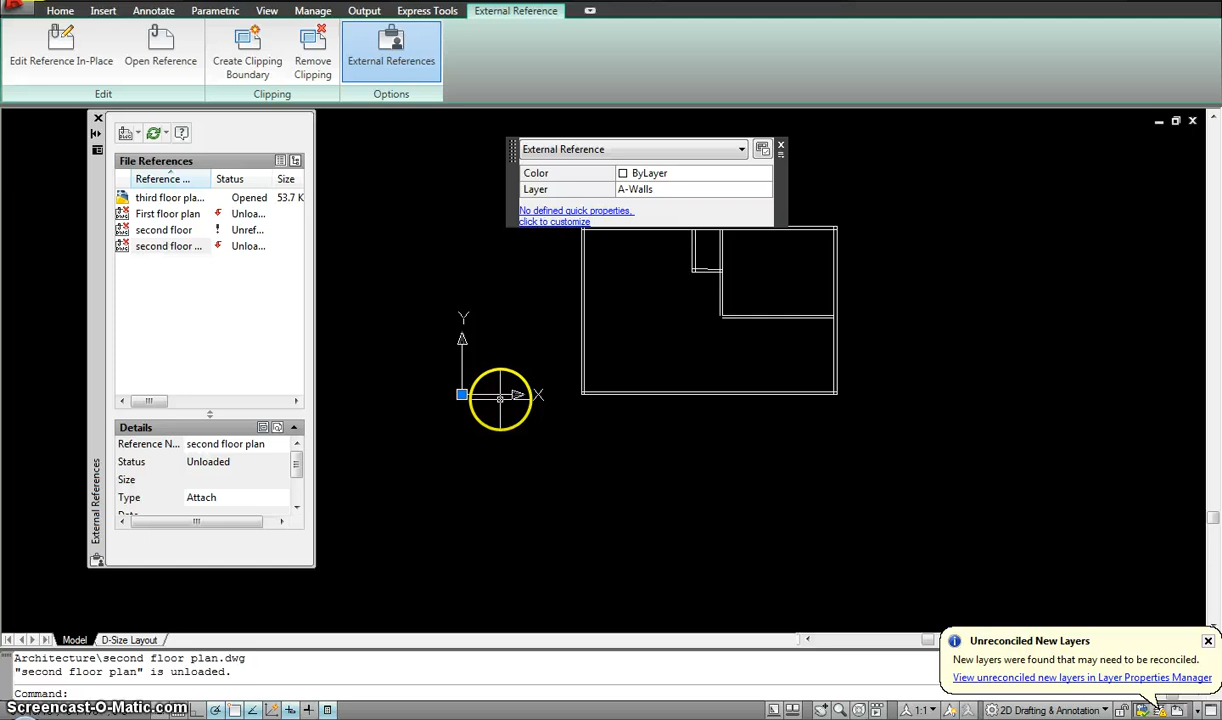 Home Insert Annotate Parametric View Manage Output Express Tools External Reference
Edit Reference In-Place Open Reference Create Clipping Boundary Remove Clipping External References
Edit Clipping Options
File References
Reference ... Status Size
third floor pla... Opened 53.7 K
First floor plan Unloa...
second floor ! Unref...
second floor ... Unloa...
Details
Reference N... second floor plan
Status Unloaded
Size
Type Attach
External References
External Reference
Color ByLayer
Layer A-Walls
No defined quick properties,
click to customize
Y
X
Model D-Size Layout
Architecture\second floor plan.dwg
"second floor plan" is unloaded.
Command:
Unreconciled New Layers
New layers were found that may need to be reconciled.
View unreconciled new layers in Layer Properties Manager
Screencast-O-Matic.com
1:1 2D Drafting & Annotation